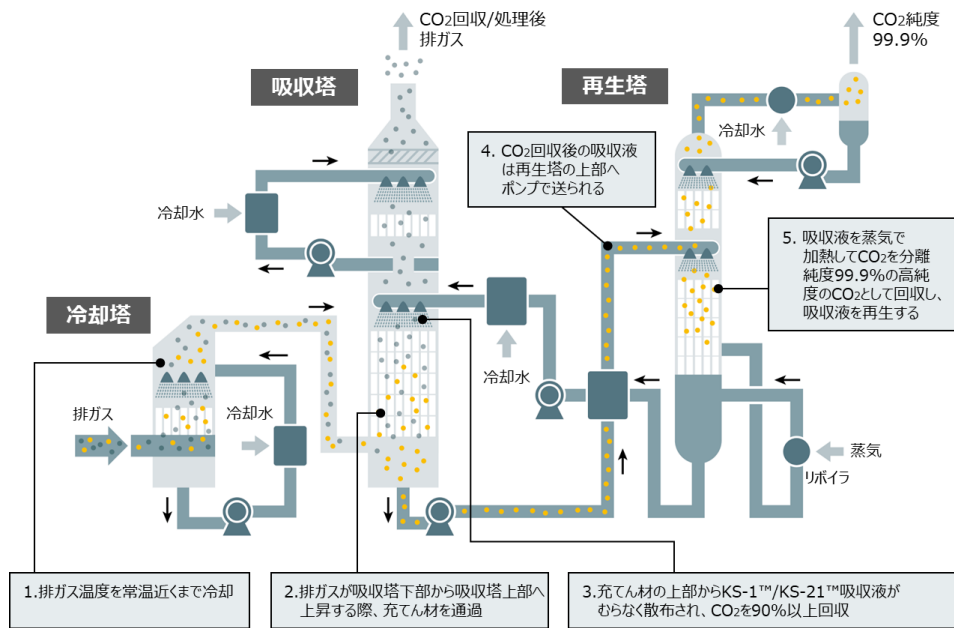 CO2回収/処理後
排ガス
CO2純度
99.9%
吸収塔
再生塔
冷却水
4. CO2回収後の吸収液
は再生塔の上部へ
ポンプで送られる
冷却水
5. 吸収液を蒸気で
加熱してCO2を分離
純度99.9%の高純
度のCO2として回収し、
吸収液を再生する
冷却塔
冷却水
排ガス
冷却水
蒸気
リボイラ
1.排ガス温度を常温近くまで冷却
2.排ガスが吸収塔下部から吸収塔上部へ
上昇する際、充てん材を通過
3.充てん材の上部からKS-1™/KS-21™吸収液が
むらなく散布され、CO2を90%以上回収